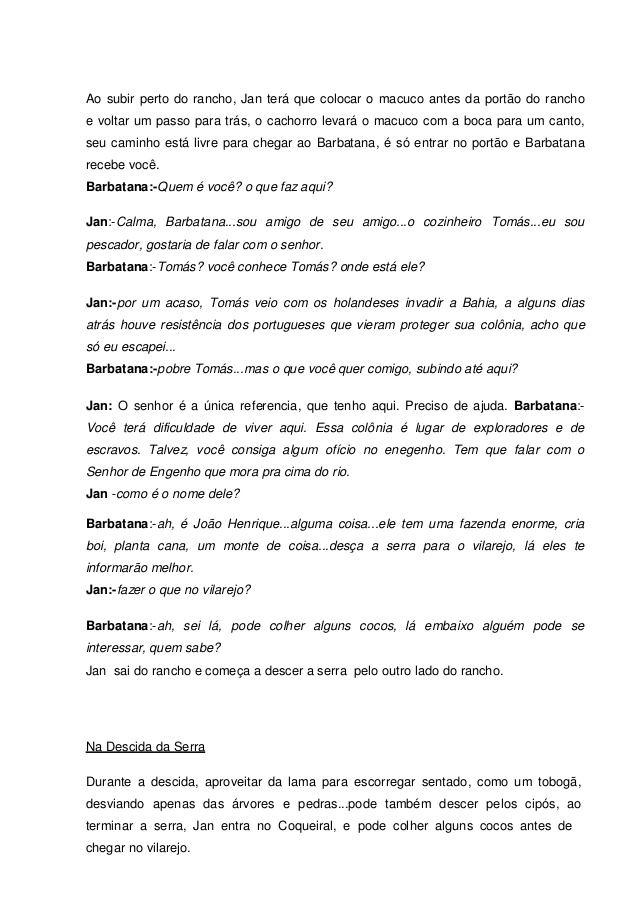 Ao subir perto do rancho, Jan terá que colocar o macuco antes da portão do rancho
e voltar um passo para trás, o cachorro levará o macuco com a boca para um canto,
seu caminho está livre para chegar ao Barbatana, é só entrar no portão e Barbatana
recebe você.
Barbatana:-Quem é você? o que faz aqui?
Jan:-Calma, Barbatana...sou amigo de seu amigo...o cozinheiro Tomás...eu sou
pescador, gostaria de falar com o senhor.
Barbatana:-Tomás? você conhece Tomás? onde está ele?
Jan:-por um acaso, Tomás veio com os holandeses invadir a Bahia, a alguns dias
atrás houve resistência dos portugueses que vieram proteger sua colônia, acho que
só eu escapei...
Barbatana:-pobre Tomás...mas o que você quer comigo, subindo até aqui?
Jan: O senhor é a única referencia, que tenho aqui. Preciso de ajuda. Barbatana:-
Você terá dificuldade de viver aqui. Essa colônia é lugar de exploradores e de
escravos. Talvez, você consiga algum ofício no enegenho. Tem que falar com o
Senhor de Engenho que mora pra cima do rio.
Jan -como é o nome dele?
Barbatana:-ah, é João Henrique...alguma coisa...ele tem uma fazenda enorme, cria
boi, planta cana, um monte de coisa...desça a serra para o vilarejo, lá eles te
informarão melhor.
Jan:-fazer o que no vilarejo?
Barbatana:-ah, sei lá, pode colher alguns cocos, lá embaixo alguém pode se
interessar, quem sabe?
Jan sai do rancho e começa a descer a serra pelo outro lado do rancho.
Na Descida da Serra
Durante a descida, aproveitar da lama para escorregar sentado, como um tobogã,
desviando apenas das árvores e pedras...pode também descer pelos cipós, ao
terminar a serra, Jan entra no Coqueiral, e pode colher alguns cocos antes de
chegar no vilarejo.